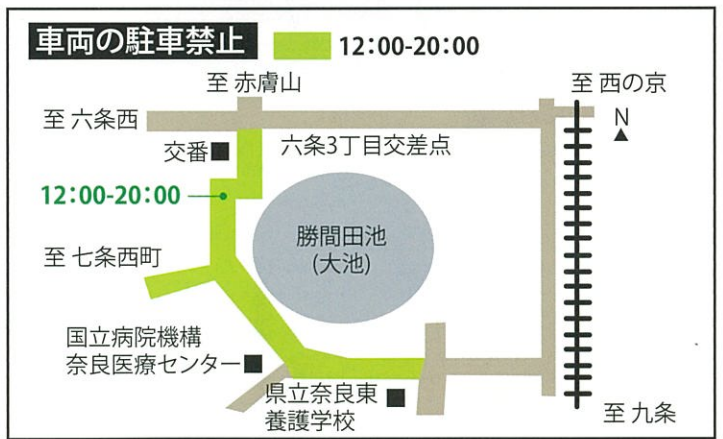 車両の駐車禁止 12:00-20:00
至 赤膚山
至 西の京
至 六条西
N
交番
六条3丁目交差点
12:00-20:00
勝間田池
(大池)
至 七条西町
国立病院機構
奈良医療センター
県立奈良東
養護学校
至 九条